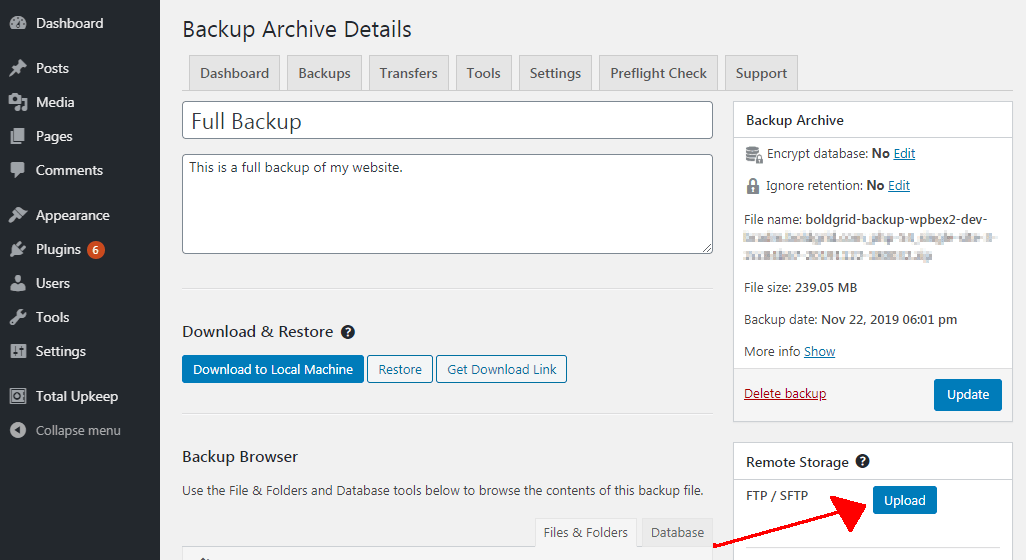 Dashboard
Posts
Media
Pages
Comments
Appearance
Plugins 6
Users
Tools
Settings
Total Upkeep
Collapse menu
Backup Archive Details
Dashboard Backups Transfers Tools Settings Preflight Check Support
Full Backup
This is a full backup of my website.
Download & Restore ?
Download to Local Machine Restore Get Download Link
Backup Browser
Use the File & Folders and Database tools below to browse the contents of this backup file.
Files & Folders Database
Backup Archive
Encrypt database: No Edit
Ignore retention: No Edit
File name: boldgrid-backup-wpbex2-dev-
File size: 239.05 MB
Backup date: Nov 22, 2019 06:01 pm
More info Show
Delete backup Update
Remote Storage ?
FTP / SFTP Upload